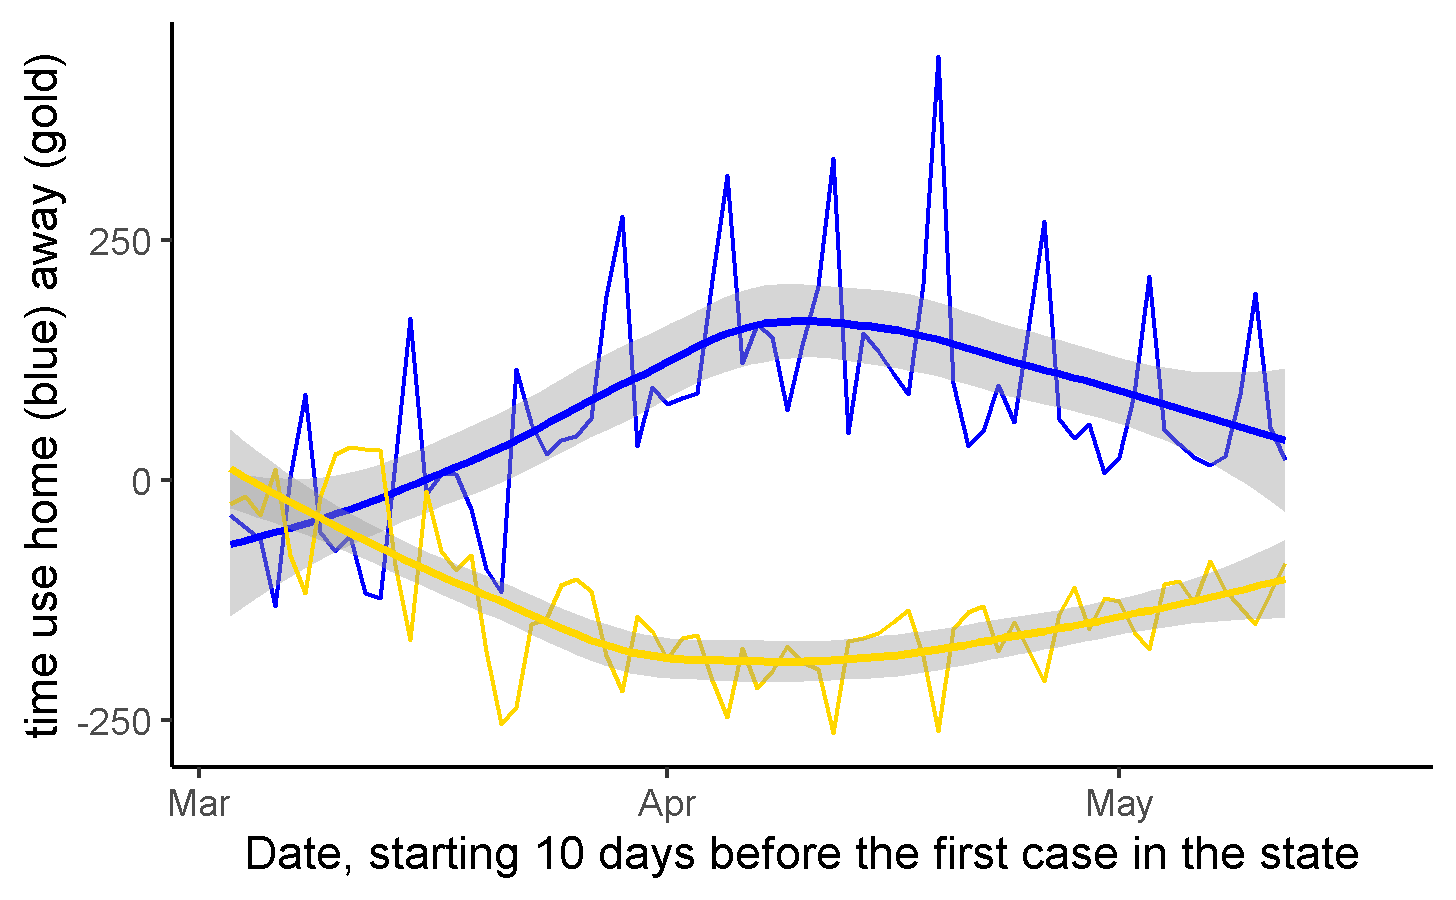 time use home (blue) away (gold)
250
0
-250
Mar Apr May
Date, starting 10 days before the first case in the state